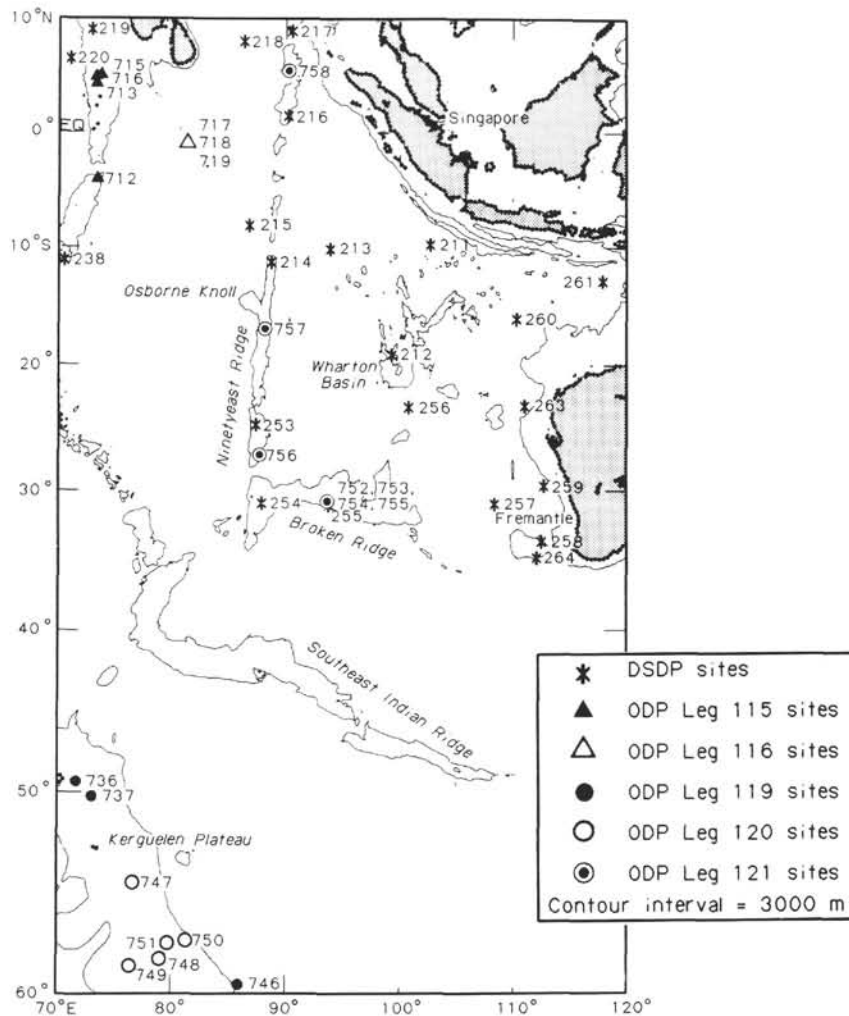 10°N
219
218
217
220
715
716
713
758
216
Singapore
EQ
0°
717
718
719
712
215
213
211
10°S
238
214
261
Osborne Knoll
757
260
212
20°
Ninetyeast Ridge
Wharton
Basin
256
263
253
756
30°
254
752, 753,
754, 755,
255
257
259
Fremantle
258
264
Broken Ridge
40°
Southeast Indian Ridge
736
50°
737
Kerguelen Plateau
747
751
750
748
749
746
60°
70°E
80°
90°
100°
110°
120°
DSDP sites
ODP Leg 115 sites
ODP Leg 116 sites
ODP Leg 119 sites
ODP Leg 120 sites
ODP Leg 121 sites
Contour interval = 3000 m